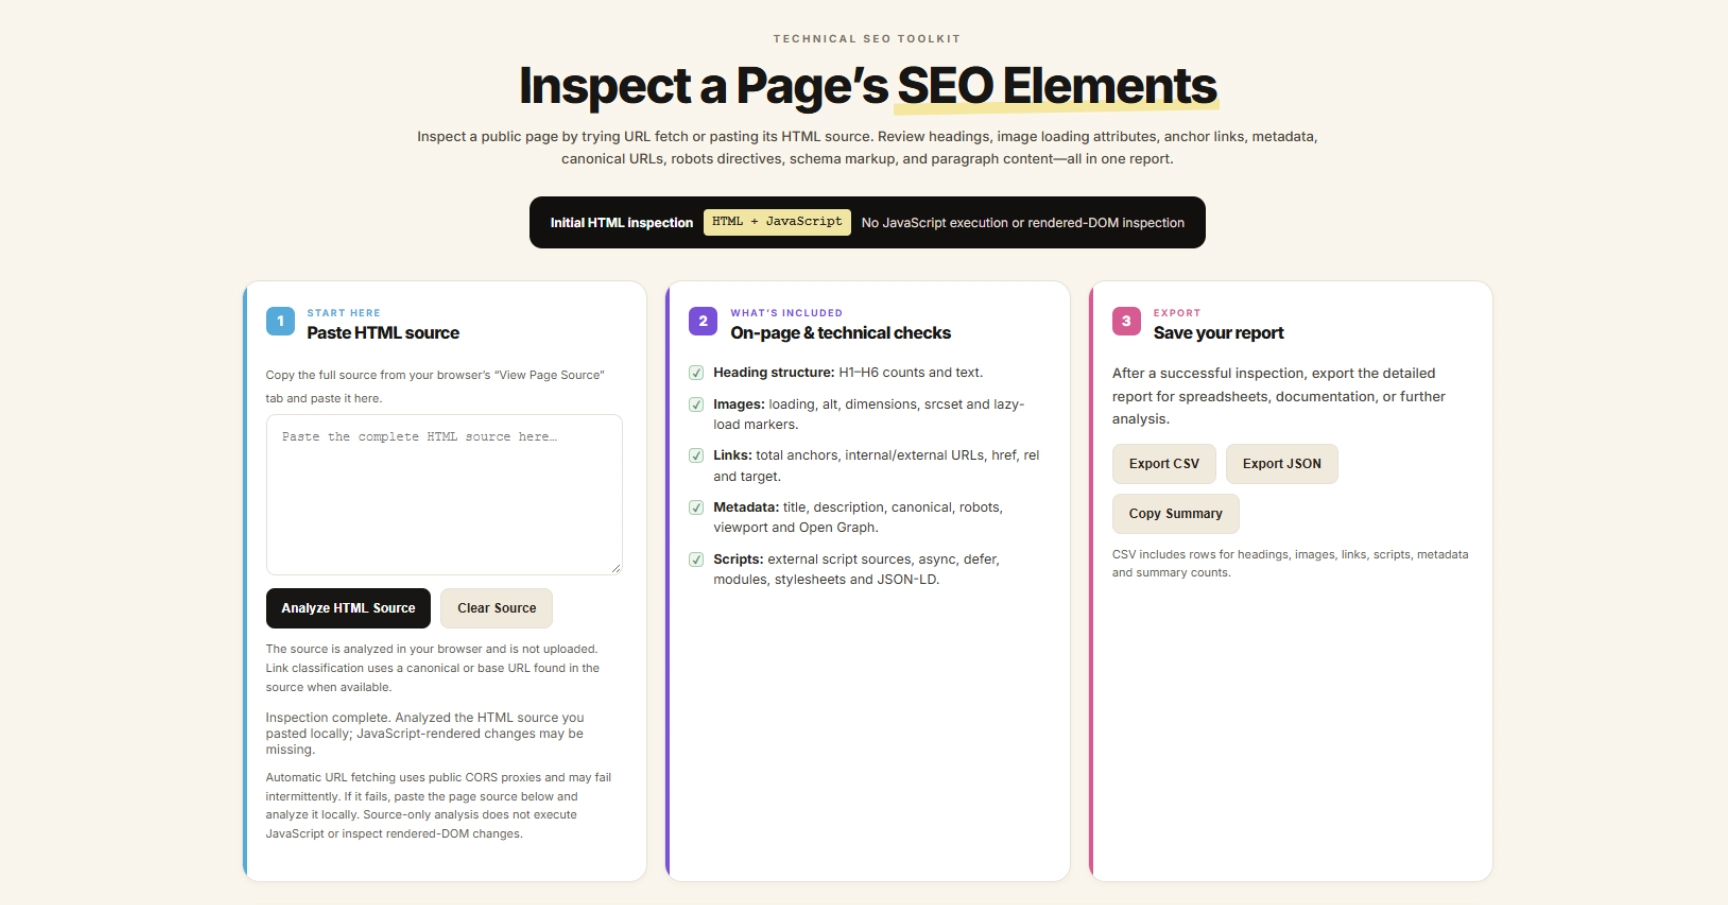 TECHNICAL SEO TOOLKIT
Inspect a Page’s SEO Elements
Inspect a public page by trying URL fetch or pasting its HTML source. Review headings, image loading attributes, anchor links, metadata,
canonical URLs, robots directives, schema markup, and paragraph content—all in one report.
Initial HTML inspection HTML + JavaScript No JavaScript execution or rendered-DOM inspection
1
START HERE
Paste HTML source
Copy the full source from your browser’s “View Page Source”
tab and paste it here.
Paste the complete HTML source here…
Analyze HTML Source
Clear Source
The source is analyzed in your browser and is not uploaded.
Link classification uses a canonical or base URL found in the
source when available.
Inspection complete. Analyzed the HTML source you
pasted locally; JavaScript-rendered changes may be
missing.
Automatic URL fetching uses public CORS proxies and may fail
intermittently. If it fails, paste the page source below and
analyze it locally. Source-only analysis does not execute
JavaScript or inspect rendered-DOM changes.
2
WHAT’S INCLUDED
On-page & technical checks
Heading structure: H1–H6 counts and text.
Images: loading, alt, dimensions, srcset and lazy-
load markers.
Links: total anchors, internal/external URLs, href, rel
and target.
Metadata: title, description, canonical, robots,
viewport and Open Graph.
Scripts: external script sources, async, defer,
modules, stylesheets and JSON-LD.
3
EXPORT
Save your report
After a successful inspection, export the detailed
report for spreadsheets, documentation, or further
analysis.
Export CSV
Export JSON
Copy Summary
CSV includes rows for headings, images, links, scripts, metadata
and summary counts.